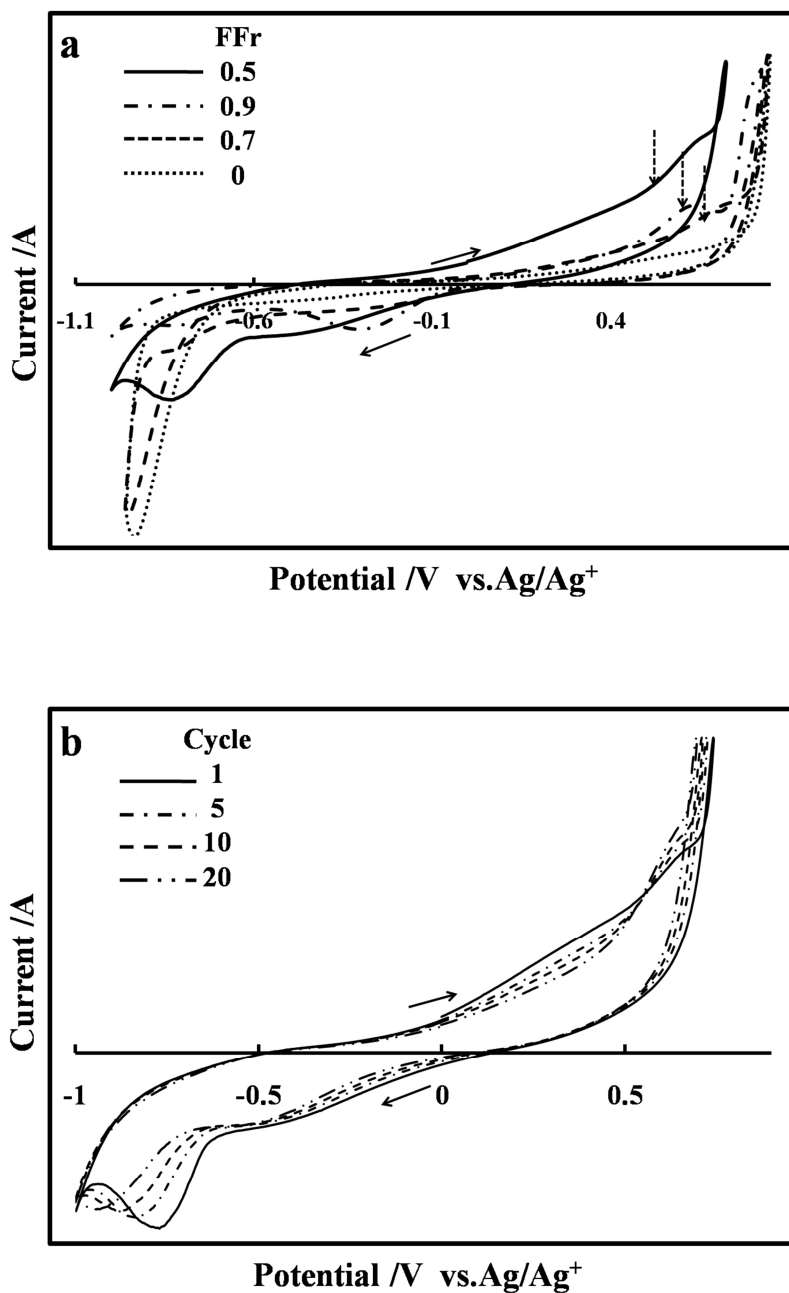 a
FFr
0.5
0.9
0.7
0
Current /A
-1.1
-0.6
-0.1
0.4
Potential /V vs.Ag/Ag⁺
b
Cycle
1
5
10
20
Current /A
-1
-0.5
0
0.5
Potential /V vs.Ag/Ag⁺